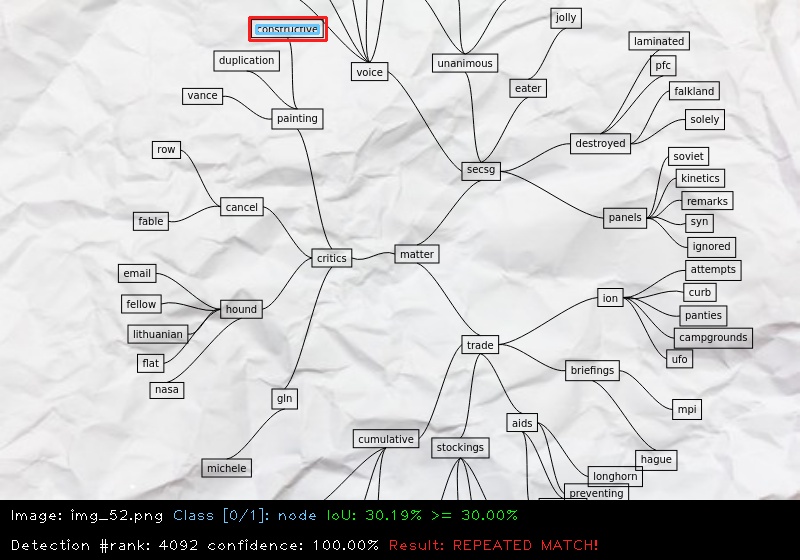 jolly
constructive
laminated
duplication
voice
unanimous
pfc
eater
falkland
vance
painting
solely
destroyed
row
soviet
secsg
kinetics
cancel
remarks
fable
panels
syn
ignored
critics
matter
email
attempts
fellow
hound
ion
curb
panties
lithuanian
trade
campgrounds
flat
ufo
nasa
briefings
gln
mpi
cumulative
stockings
aids
michele
hague
longhorn
preventing
Image: img_52.png Class [0/1]: node IoU: 30.19% >= 30.00%
Detection #rank: 4092 confidence: 100.00% Result: REPEATED MATCH!